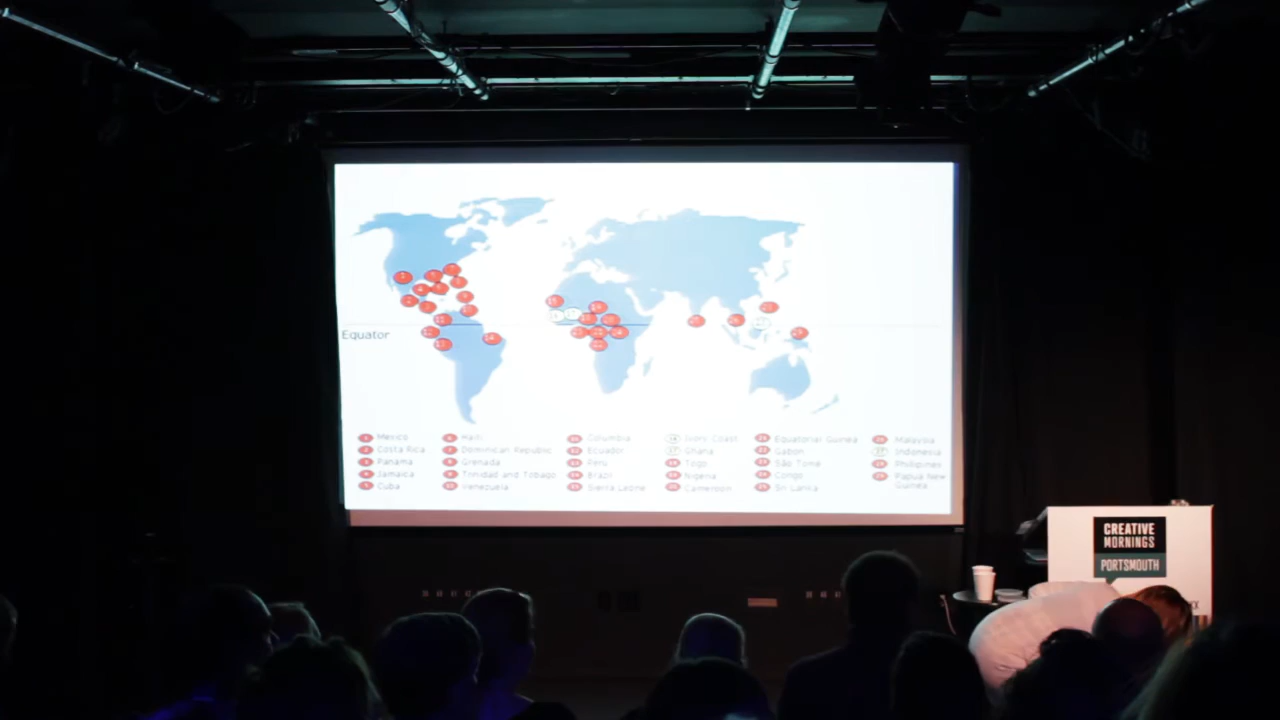 Equator
Mexico
Costa Rica
Panama
Jamaica
Cuba
Haiti
Dominican Republic
Grenada
Trinidad and Tobago
Venezuela
Columbia
Ecuador
Peru
Brazil
Sierra Leone
Ivory Coast
Ghana
Togo
Nigeria
Cameroon
Equatorial Guinea
Gabon
São Tome
Congo
Sri Lanka
Malaysia
Indonesia
Philipines
Papua New
Guinea
CREATIVE
MORNINGS
PORTSMOUTH